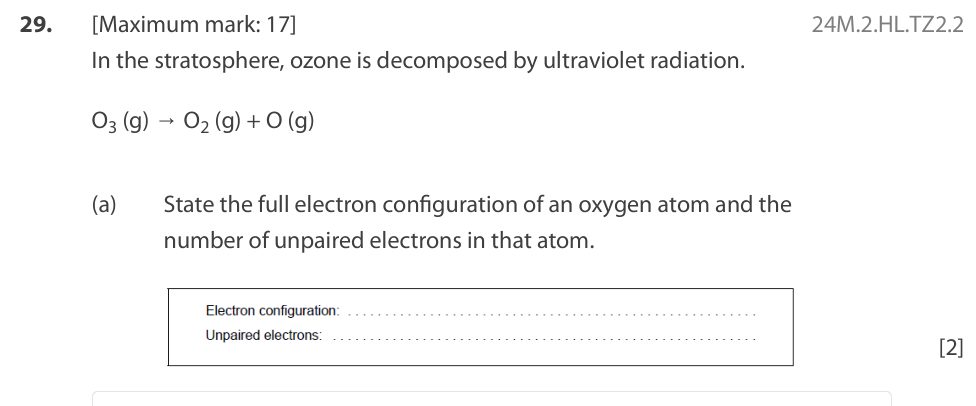 29. [Maximum mark: 17] 24M.2.HL.TZ2.2
In the stratosphere, ozone is decomposed by ultraviolet radiation.
O₃ (g) → O₂ (g) + O (g)
(a) State the full electron configuration of an oxygen atom and the
number of unpaired electrons in that atom.
Electron configuration: ........................................................
Unpaired electrons: ..........................................................
[2]